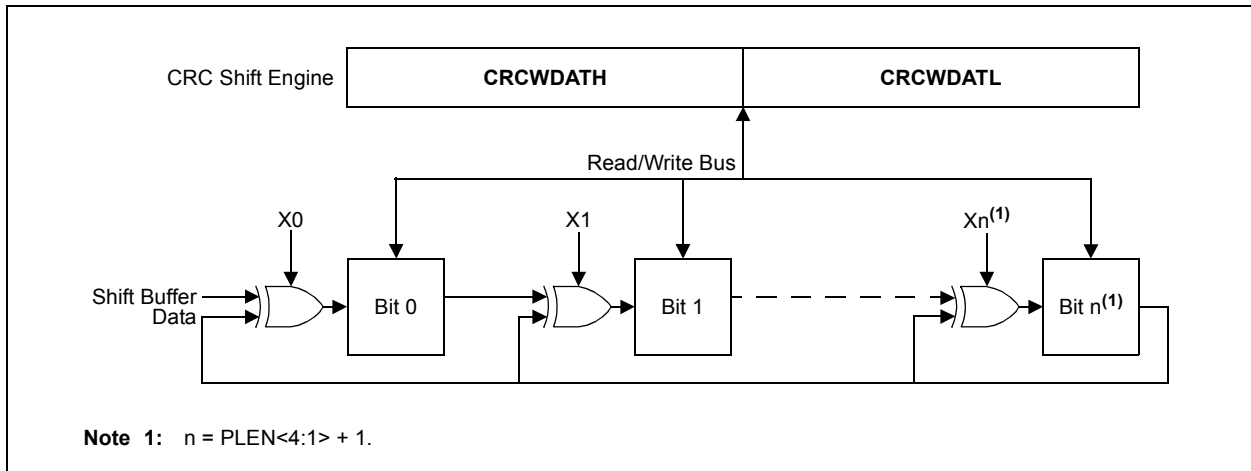 CRC Shift Engine CRCWDATH CRCWDATL
Read/Write Bus
X0 X1 Xn(1)
Shift Buffer
Data
Bit 0 Bit 1 Bit n(1)
Note 1: n = PLEN<4:1> + 1.